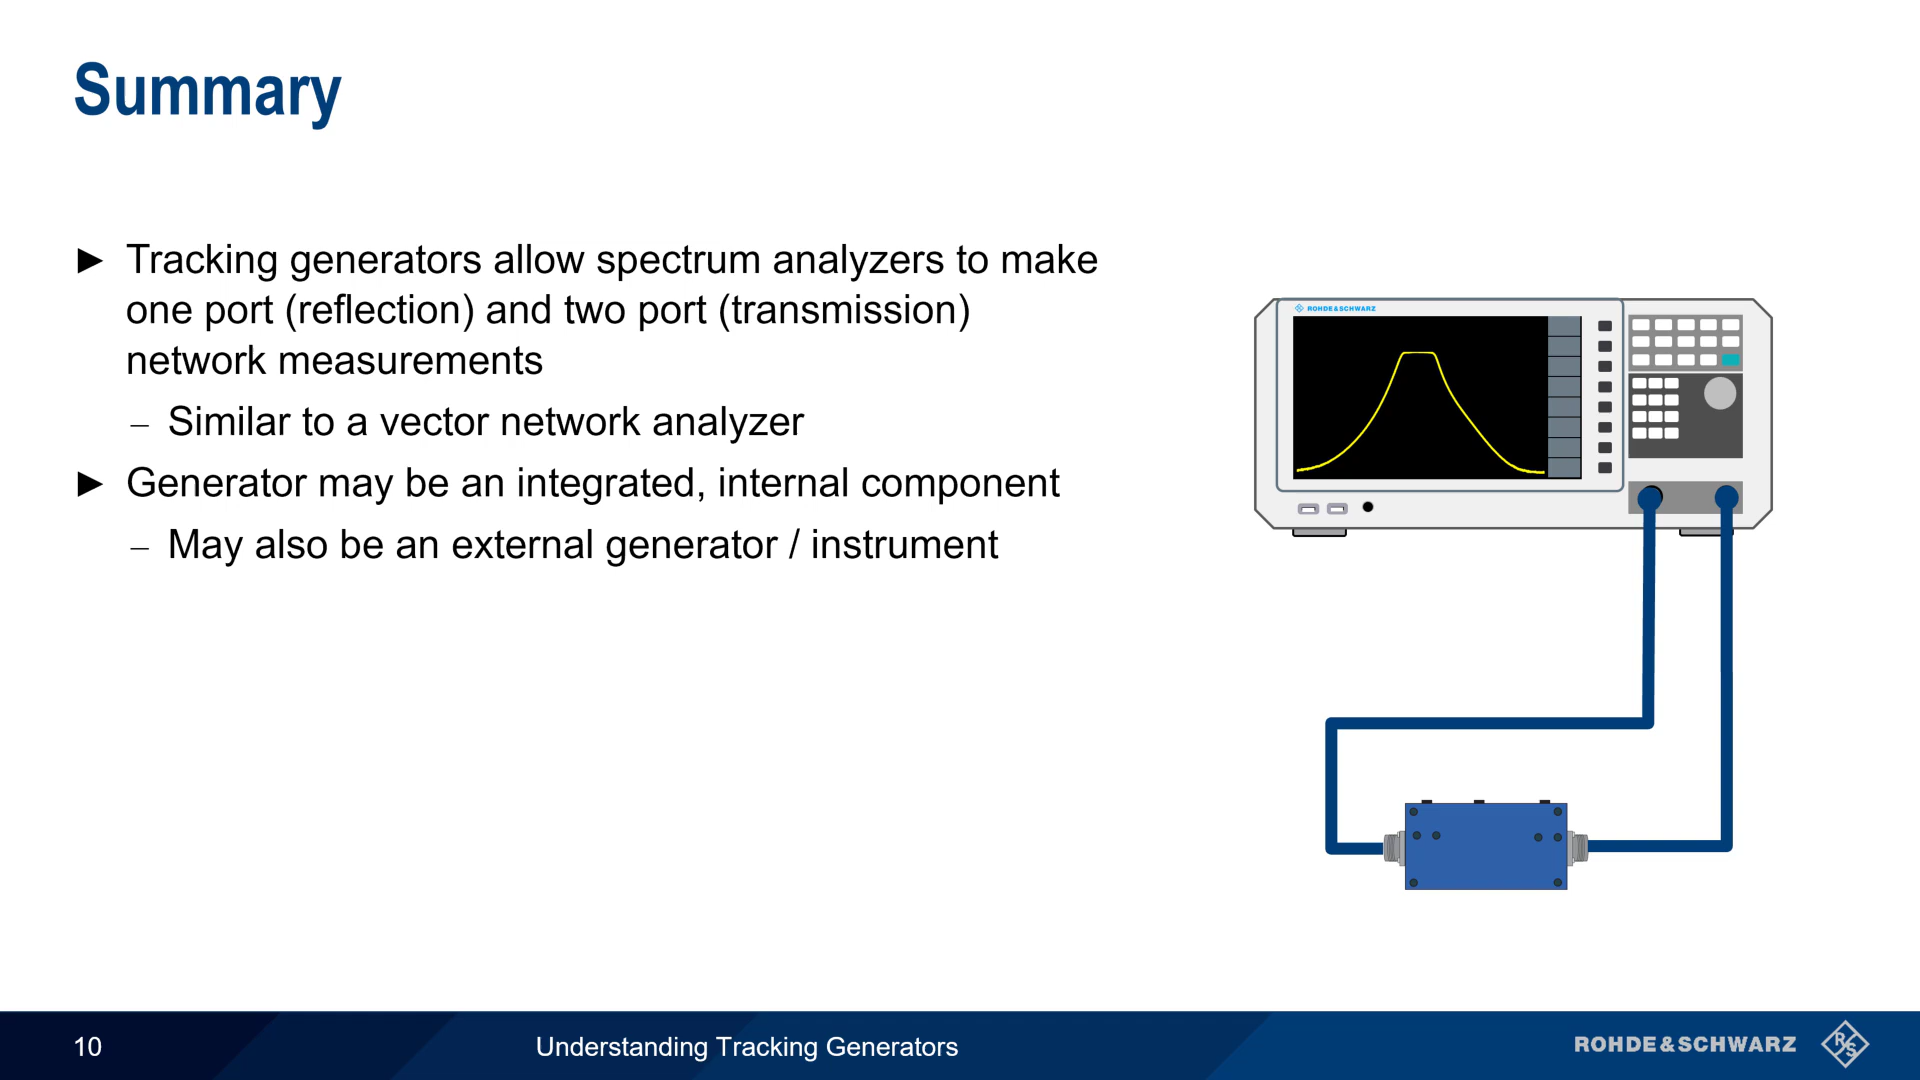 Summary
► Tracking generators allow spectrum analyzers to make
one port (reflection) and two port (transmission)
network measurements
– Similar to a vector network analyzer
► Generator may be an integrated, internal component
– May also be an external generator / instrument
ROHDE&SCHWARZ
10
Understanding Tracking Generators
ROHDE&SCHWARZ
R&S